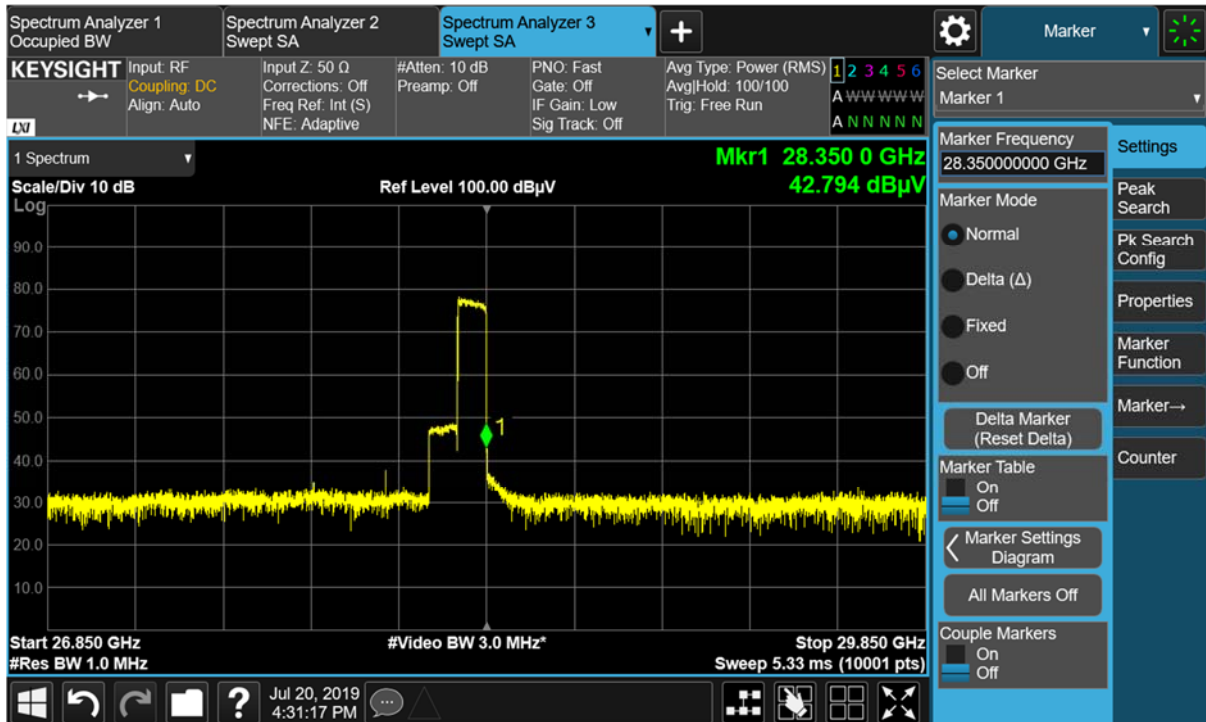 Spectrum Analyzer 1
Occupied BW
Spectrum Analyzer 2
Swept SA
Spectrum Analyzer 3
Swept SA
Marker
KEYSIGHT
LXI
Input: RF
Coupling: DC
Align: Auto
Input Z: 50 Ω
Corrections: Off
Freq Ref: Int (S)
NFE: Adaptive
#Atten: 10 dB
Preamp: Off
PNO: Fast
Gate: Off
IF Gain: Low
Sig Track: Off
Avg Type: Power (RMS)
Avg|Hold: 100/100
Trig: Free Run
1 2 3 4 5 6
A W W W W W
A N N N N N
Select Marker
Marker 1
1 Spectrum
Mkr1 28.350 0 GHz
42.794 dBµV
Scale/Div 10 dB
Ref Level 100.00 dBµV
Log
90.0
80.0
70.0
60.0
50.0
40.0
30.0
20.0
10.0
1
Start 26.850 GHz
#Video BW 3.0 MHz*
Stop 29.850 GHz
#Res BW 1.0 MHz
Sweep 5.33 ms (10001 pts)
Marker Frequency
28.350000000 GHz
Marker Mode
Normal
Delta (Δ)
Fixed
Off
Delta Marker
(Reset Delta)
Marker Table
On
Off
Marker Settings
Diagram
All Markers Off
Couple Markers
On
Off
Settings
Peak
Search
Pk Search
Config
Properties
Marker
Function
Marker→
Counter
?
Jul 20, 2019
4:31:17 PM